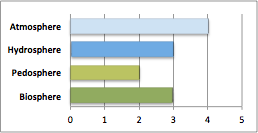 Atmosphere
Hydrosphere
Pedosphere
Biosphere
0 1 2 3 4 5